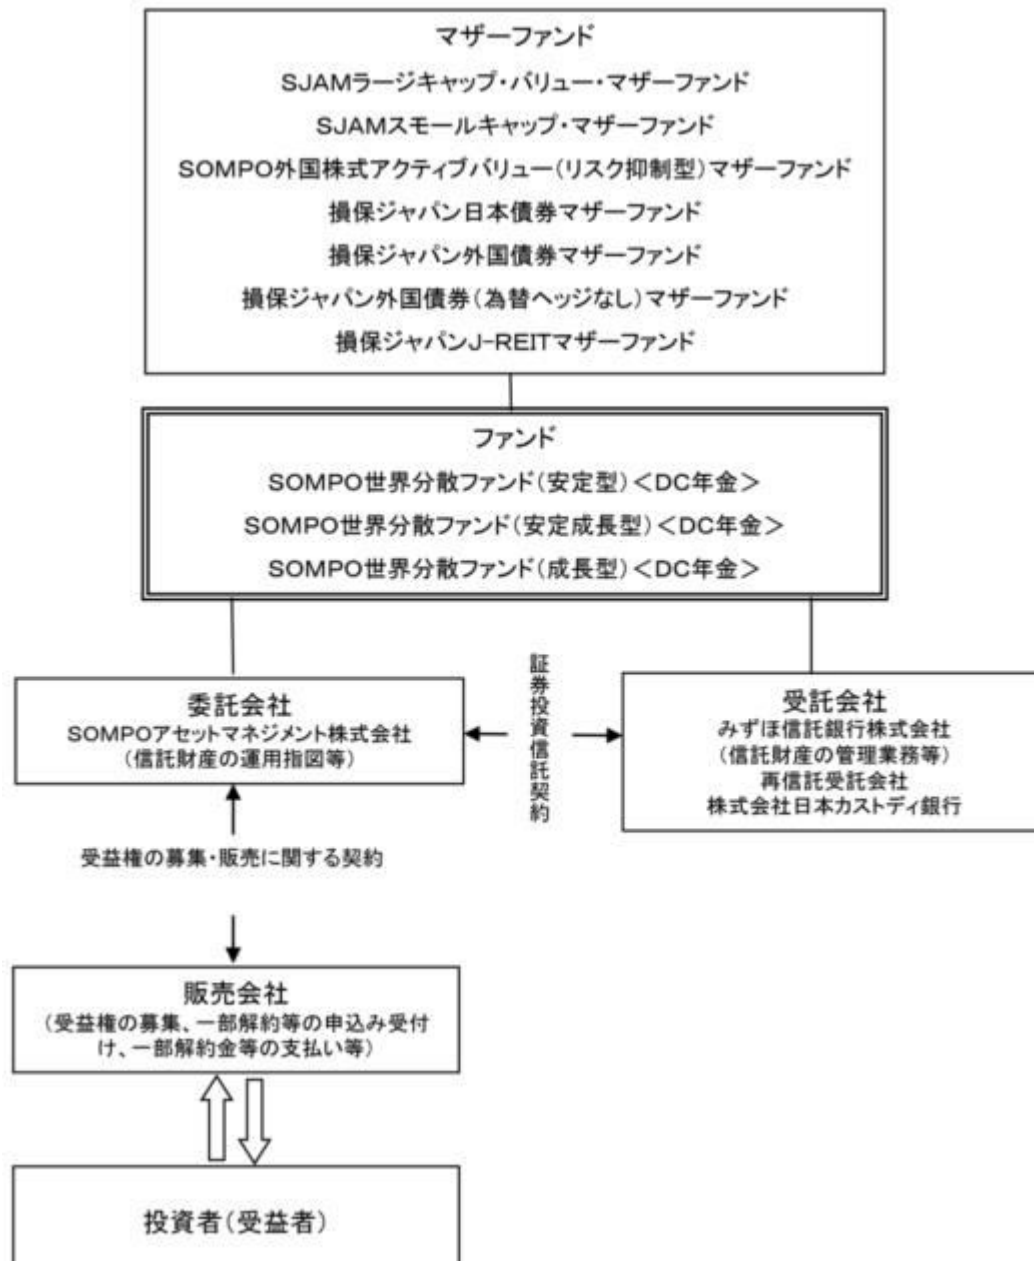 マザーファンド
SJAMラージキャップ・バリュー・マザーファンド
SJAMスモールキャップ・マザーファンド
SOMPO外国株式アクティブバリュー(リスク抑制型)マザーファンド
損保ジャパン日本債券マザーファンド
損保ジャパン外国債券マザーファンド
損保ジャパン外国債券(為替ヘッジなし)マザーファンド
損保ジャパンJ-REITマザーファンド
ファンド
SOMPO世界分散ファンド(安定型)<DC年金>
SOMPO世界分散ファンド(安定成長型)<DC年金>
SOMPO世界分散ファンド(成長型)<DC年金>
委託会社
SOMPOアセットマネジメント株式会社
(信託財産の運用指図等)
証券投資信託契約
受託会社
みずほ信託銀行株式会社
(信託財産の管理業務等)
再信託受託会社
株式会社日本カストディ銀行
受益権の募集・販売に関する契約
販売会社
(受益権の募集、一部解約等の申込み受付
け、一部解約金等の支払い等)
投資者(受益者)